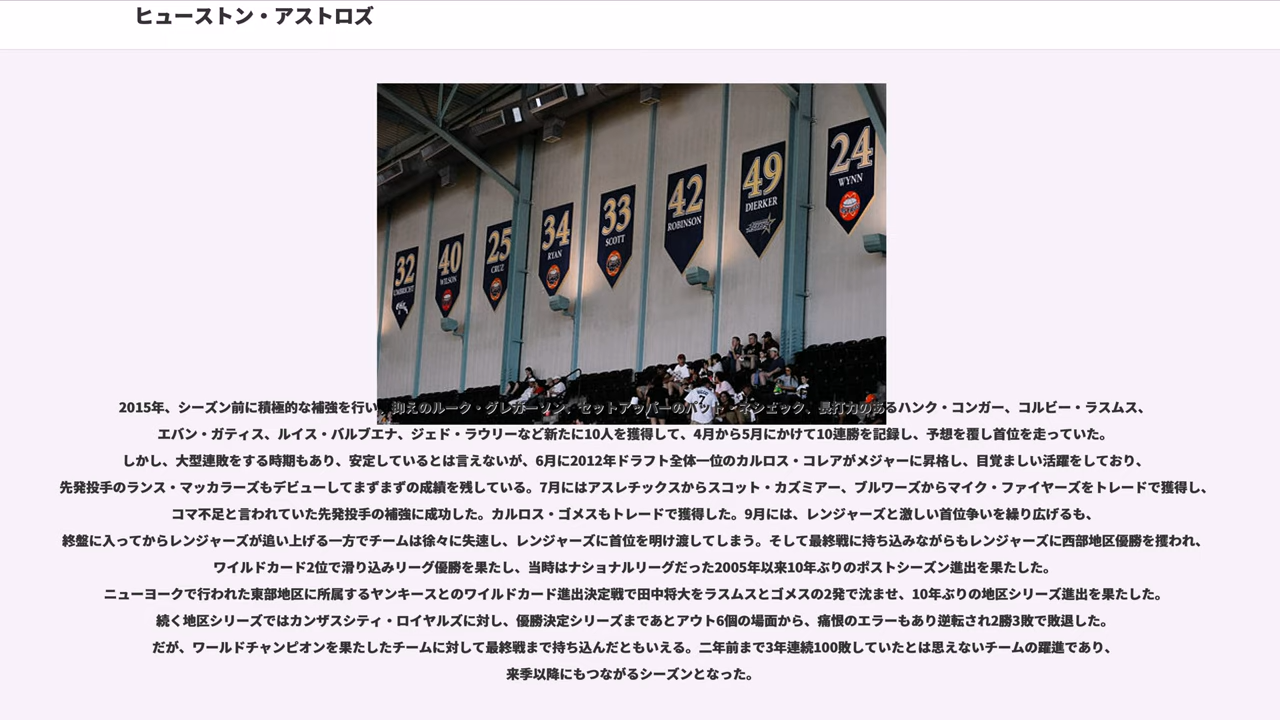 ヒューストン・アストロズ
32
UMBRICHT
40
WILSON
25
CRUZ
34
RYAN
33
SCOTT
42
ROBINSON
49
DIERKER
24
WYNN
7
2015年、シーズン前に積極的な補強を行い、抑えのルーク・グレガーソン、セットアッパーのパット・ネシェック、長打力のあるハンク・コンガー、コルビー・ラスムス、
エバン・ガティス、ルイス・バルブエナ、ジェド・ラウリーなど新たに10人を獲得して、4月から5月にかけて10連勝を記録し、予想を覆し首位を走っていた。
しかし、大型連敗をする時期もあり、安定しているとは言えないが、6月に2012年ドラフト全体一位のカルロス・コレアがメジャーに昇格し、目覚ましい活躍をしており、
先発投手のランス・マッカラーズもデビューしてまずまずの成績を残している。7月にはアスレチックスからスコット・カズミアー、ブルワーズからマイク・ファイヤーズをトレードで獲得し、
コマ不足と言われていた先発投手の補強に成功した。カルロス・ゴメスもトレードで獲得した。9月には、レンジャーズと激しい首位争いを繰り広げるも、
終盤に入ってからレンジャーズが追い上げる一方でチームは徐々に失速し、レンジャーズに首位を明け渡してしまう。そして最終戦に持ち込みながらもレンジャーズに西部地区優勝を攫われ、
ワイルドカード2位で滑り込みリーグ優勝を果たし、当時はナショナルリーグだった2005年以来10年ぶりのポストシーズン進出を果たした。
ニューヨークで行われた東部地区に所属するヤンキースとのワイルドカード進出決定戦で田中将大をラスムスとゴメスの2発で沈ませ、10年ぶりの地区シリーズ進出を果たした。
続く地区シリーズではカンザスシティ・ロイヤルズに対し、優勝決定シリーズまであとアウト6個の場面から、痛恨のエラーもあり逆転され2勝3敗で敗退した。
だが、ワールドチャンピオンを果たしたチームに対して最終戦まで持ち込んだともいえる。二年前まで3年連続100敗していたとは思えないチームの躍進であり、
来季以降にもつながるシーズンとなった。